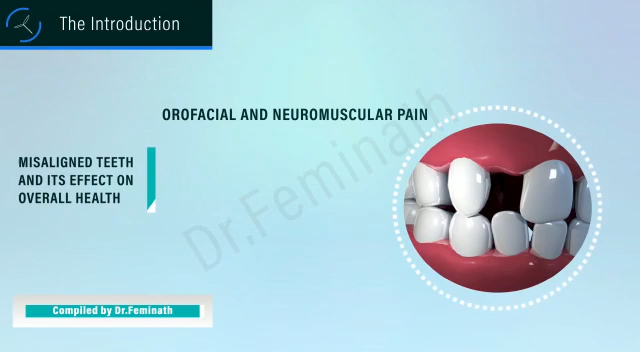 The Introduction
OROFACIAL AND NEUROMUSCULAR PAIN
MISALIGNED TEETH
AND ITS EFFECT ON
OVERALL HEALTH
Dr.Feminath
Compiled by Dr.Feminath